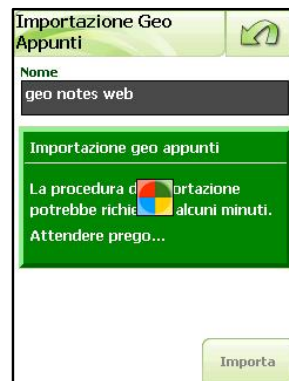 Importazione Geo
Appunti
Nome
geo notes web
Importazione geo appunti
La procedura d ortazione
potrebbe richie alcuni minuti.
Attendere prego...
Importa